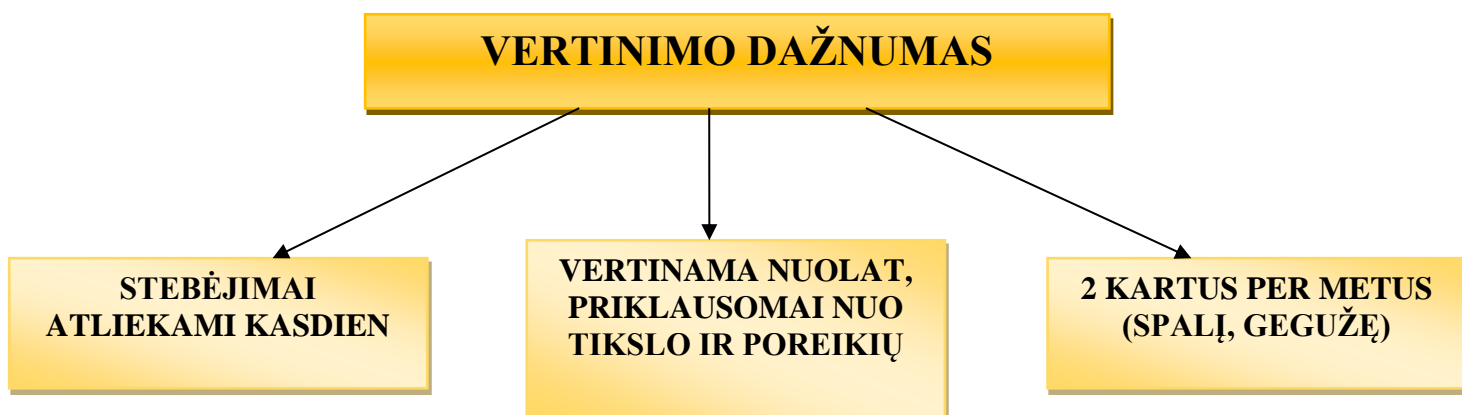 VERTINIMO DAŽNUMAS
STEBĖJIMAI
ATLIEKAMI KASDIEN
VERTINAMA NUOLAT,
PRIKLAUSOMAI NUO
TIKSLO IR POREIKIŲ
2 KARTUS PER METUS
(SPALĮ, GEGUŽĘ)